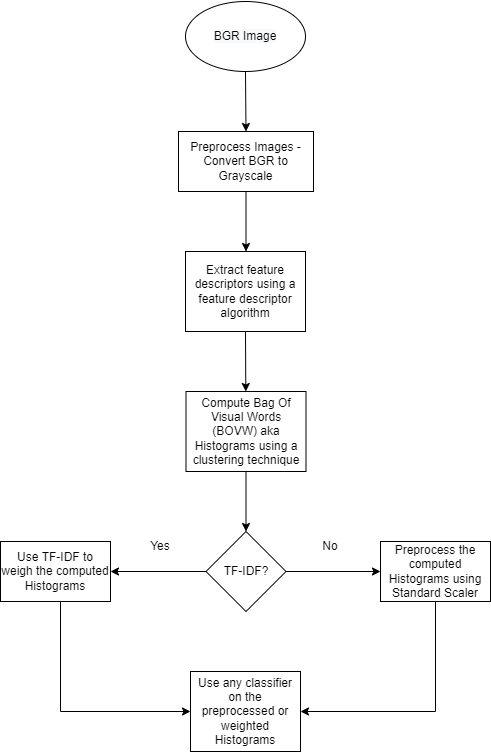 BGR Image
Preprocess Images -
Convert BGR to
Grayscale
Extract feature
descriptors using a
feature descriptor
algorithm
Compute Bag Of
Visual Words
(BOVW) aka
Histograms using a
clustering technique
TF-IDF?
Yes
No
Use TF-IDF to
weigh the computed
Histograms
Preprocess the
computed
Histograms using
Standard Scaler
Use any classifier
on the
preprocessed or
weighted
Histograms